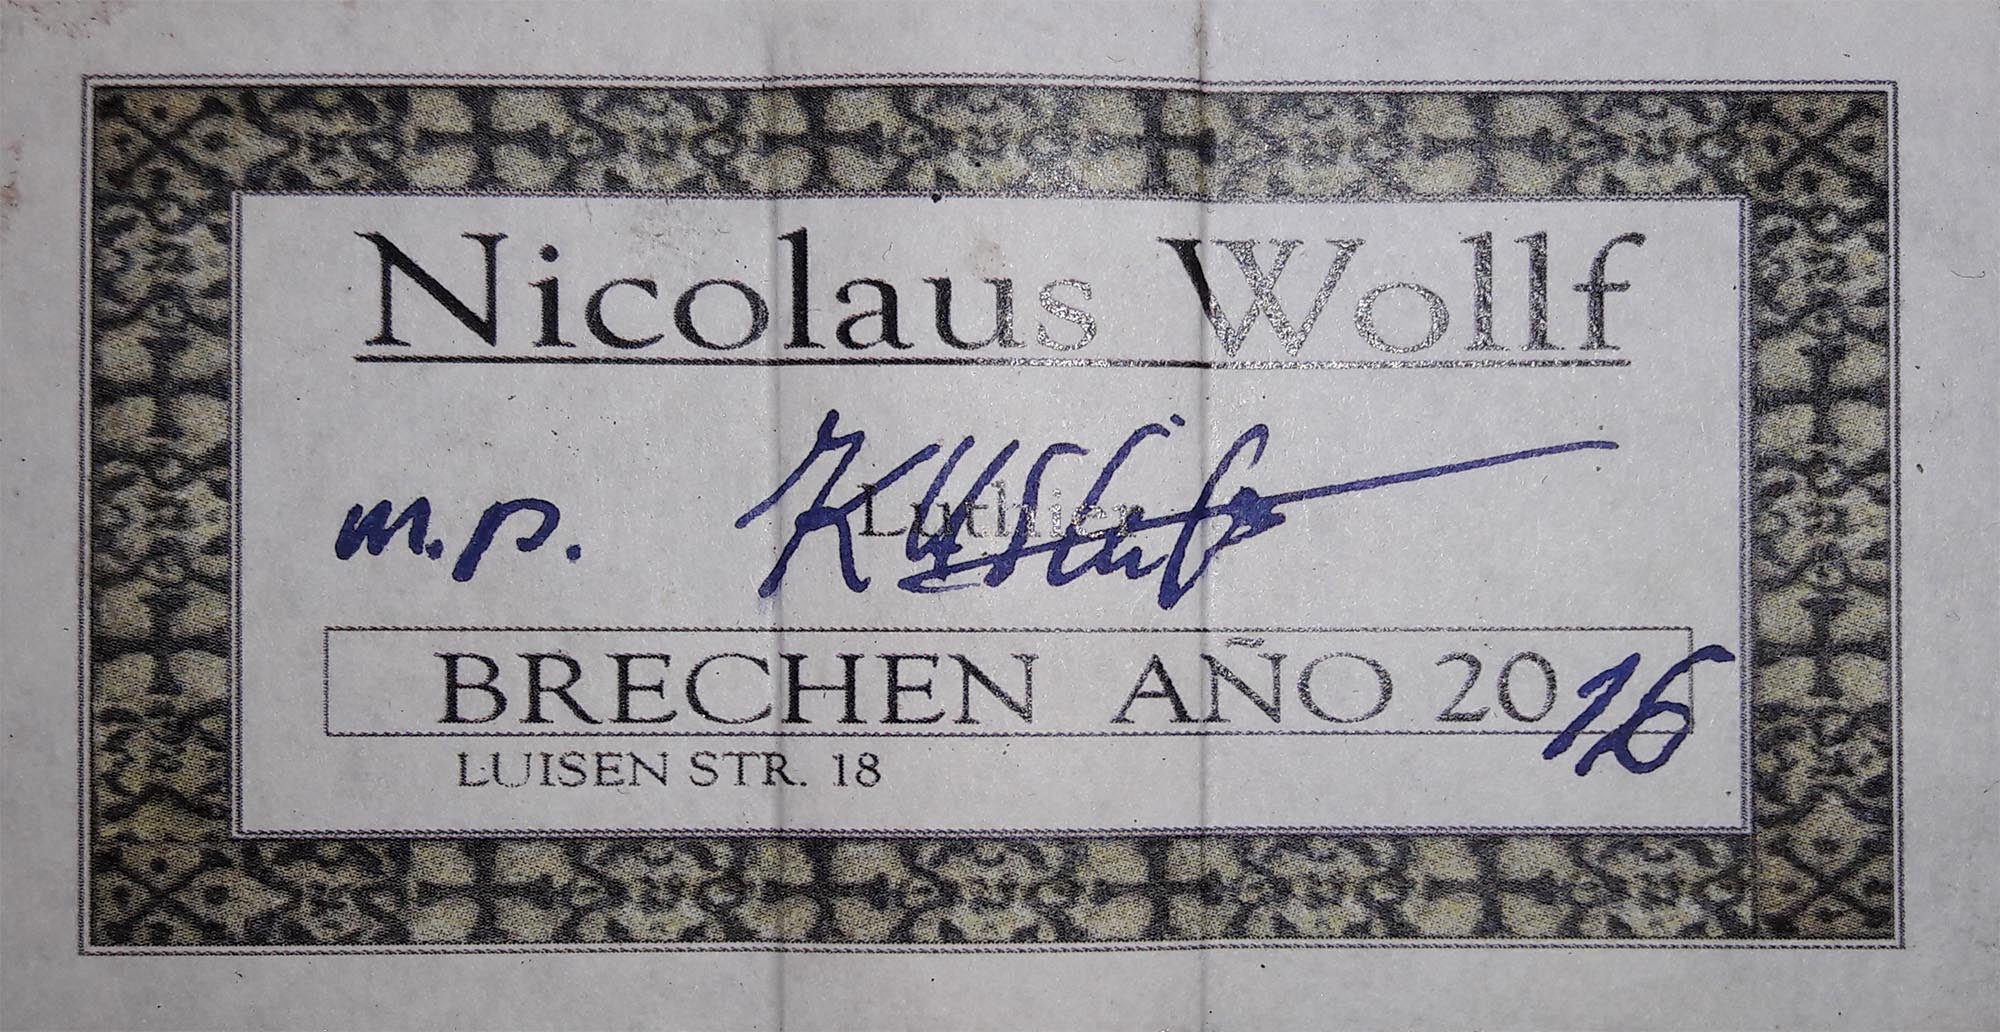 Nicolaus Wollf
m.p. Luthier
BRECHEN AÑO 2016
LUISEN STR. 18